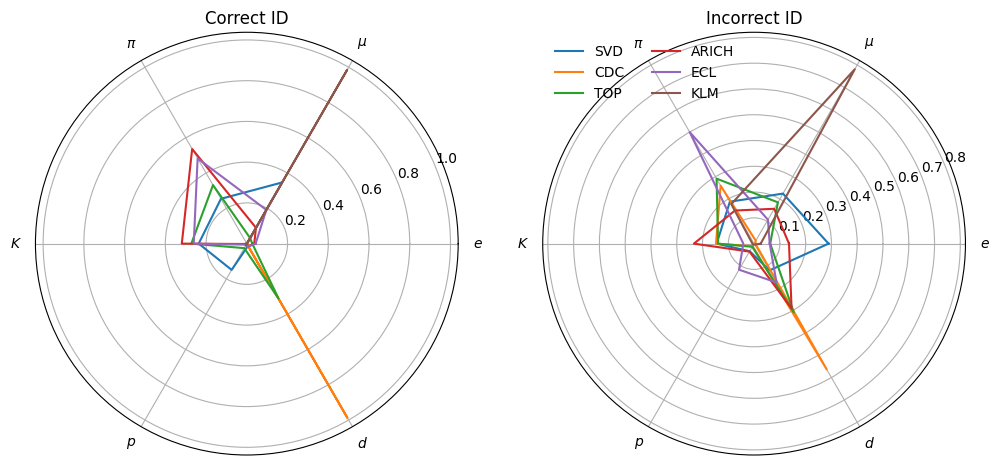 Correct ID
π
μ
1.0
0.8
0.6
0.4
0.2
K
e
p
d
Incorrect ID
π
μ
SVD
CDC
TOP
ARICH
ECL
KLM
0.8
0.7
0.6
0.5
0.4
0.3
0.2
0.1
K
e
p
d